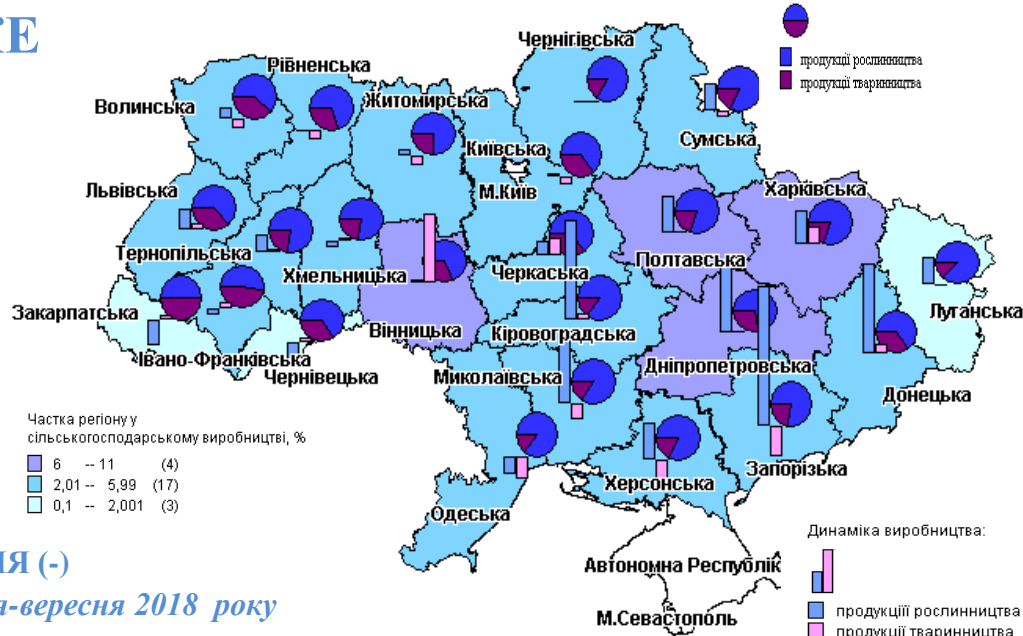 Е
продукції рослинництва
продукції тваринництва
Чернігівська
Рівненська
Волинська
Житомирська
Сумська
Київська
М.Київ
Львівська
Харківська
Тернопільська
Хмельницька
Черкаська
Полтавська
Закарпатська
Вінницька
Кіровоградська
Луганська
Івано-Франківська
Чернівецька
Миколаївська
Дніпропетровська
Донецька
Запорізька
Херсонська
Одеська
Автономна Республік
М.Севастополь
Частка регіону у
сільськогосподарському виробництві, %
6 -- 11 (4)
2,01 -- 5,99 (17)
0,1 -- 2,001 (3)
Динаміка виробництва:
продукціїї рослинництва
продукції тваринництва
ІЯ (-)
я-вересня 2018 року